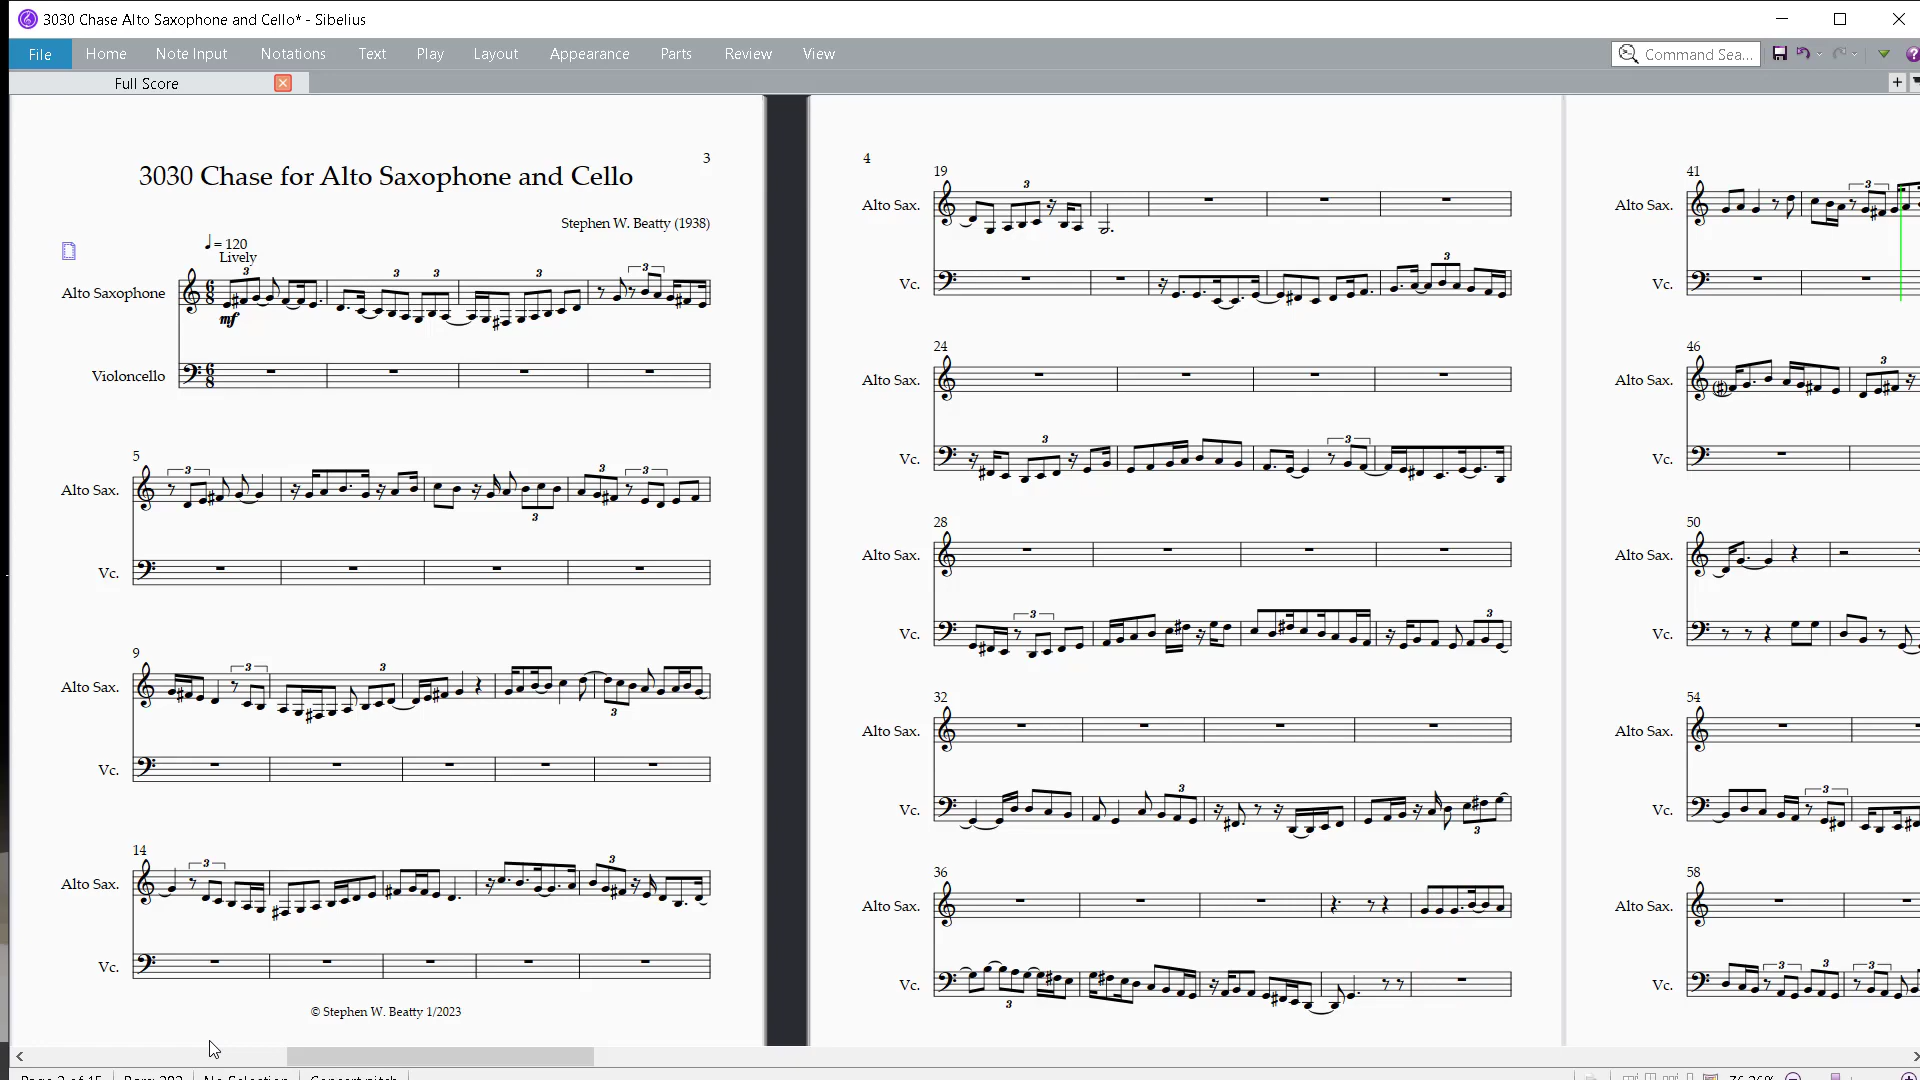 3030 Chase Alto Saxophone and Cello* - Sibelius
File Home Note Input Notations Text Play Layout Appearance Parts Review View
Command Sea...
Full Score
3
3030 Chase for Alto Saxophone and Cello
Stephen W. Beatty (1938)
♩ = 120
Lively
Alto Saxophone
mf
Violoncello
5
Alto Sax.
Vc.
9
Alto Sax.
Vc.
14
Alto Sax.
Vc.
© Stephen W. Beatty 1/2023
4
19
Alto Sax.
Vc.
24
Alto Sax.
Vc.
28
Alto Sax.
Vc.
32
Alto Sax.
Vc.
36
Alto Sax.
Vc.
41
Alto Sax.
Vc.
46
Alto Sax.
Vc.
50
Alto Sax.
Vc.
54
Alto Sax.
Vc.
58
Alto Sax.
Vc.
No Selection Concert pitch